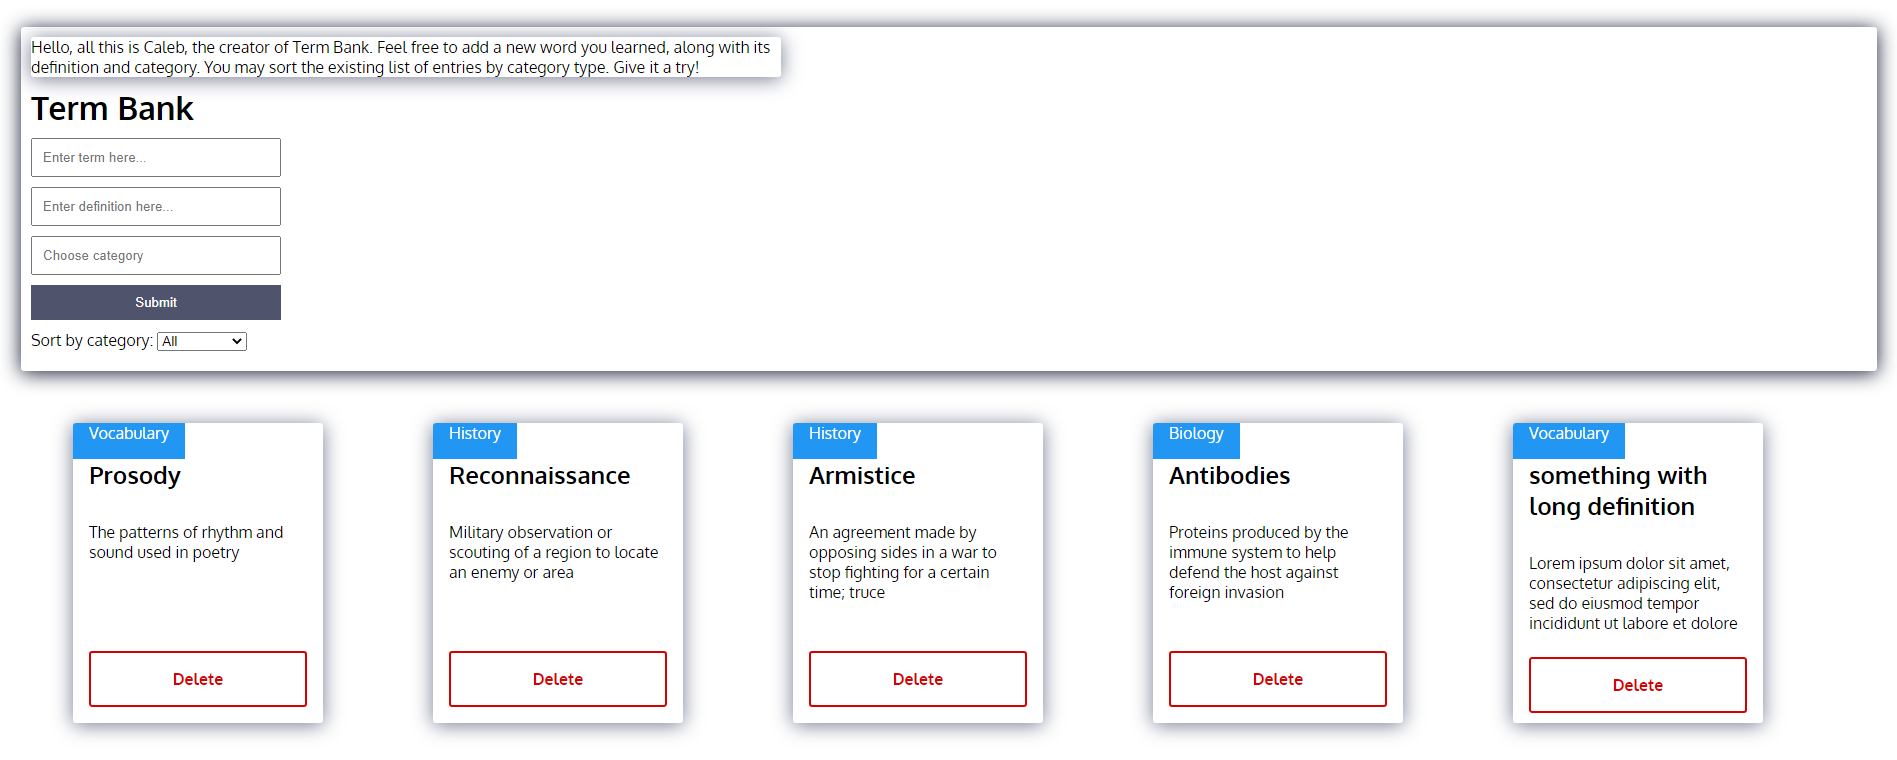 Hello, all this is Caleb, the creator of Term Bank. Feel free to add a new word you learned, along with its
definition and category. You may sort the existing list of entries by category type. Give it a try!
Term Bank
Enter term here...
Enter definition here...
Choose category
Submit
Sort by category: All
Vocabulary
Prosody
The patterns of rhythm and
sound used in poetry
Delete
History
Reconnaissance
Military observation or
scouting of a region to locate
an enemy or area
Delete
History
Armistice
An agreement made by
opposing sides in a war to
stop fighting for a certain
time; truce
Delete
Biology
Antibodies
Proteins produced by the
immune system to help
defend the host against
foreign invasion
Delete
Vocabulary
something with
long definition
Lorem ipsum dolor sit amet,
consectetur adipiscing elit,
sed do eiusmod tempor
incididunt ut labore et dolore
Delete